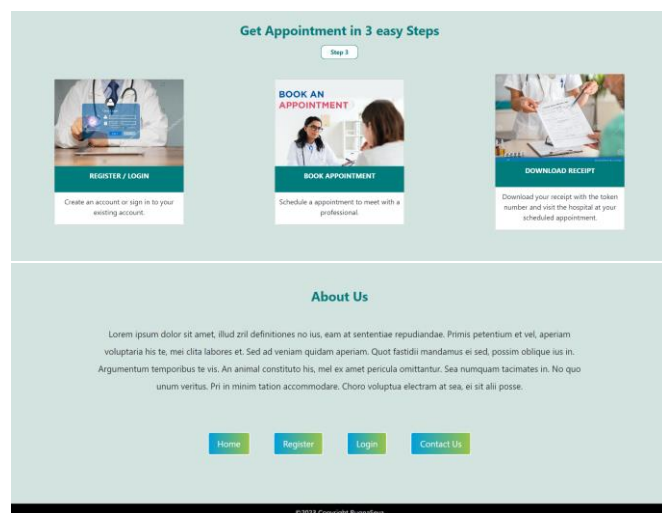 Get Appointment in 3 easy Steps
Step 3
BOOK AN
APPOINTMENT
REGISTER / LOGIN
Create an account or sign in to your
existing account.
BOOK APPOINTMENT
Schedule a appointment to meet with a
professional.
DOWNLOAD RECEIPT
Download your receipt with the token
number and visit the hospital at your
scheduled appointment.
About Us
Lorem ipsum dolor sit amet, illud zril definitiones no ius, eam at sententiae repudiandae. Primis petentium et vel, aperiam
voluptaria his te, mei clita labores et. Sed ad veniam quidam aperiam. Quot fastidii mandamus ei sed, possim oblique ius in.
Argumentum temporibus te vis. An animal constituto his, mel ex amet pericula omittantur. Sea numquam tacimates in. No quo
unum veritus. Pri in minim tation accommodare. Choro voluptua electram at sea, ei sit alii posse.
Home
Register
Login
Contact Us
©2023 Copyright